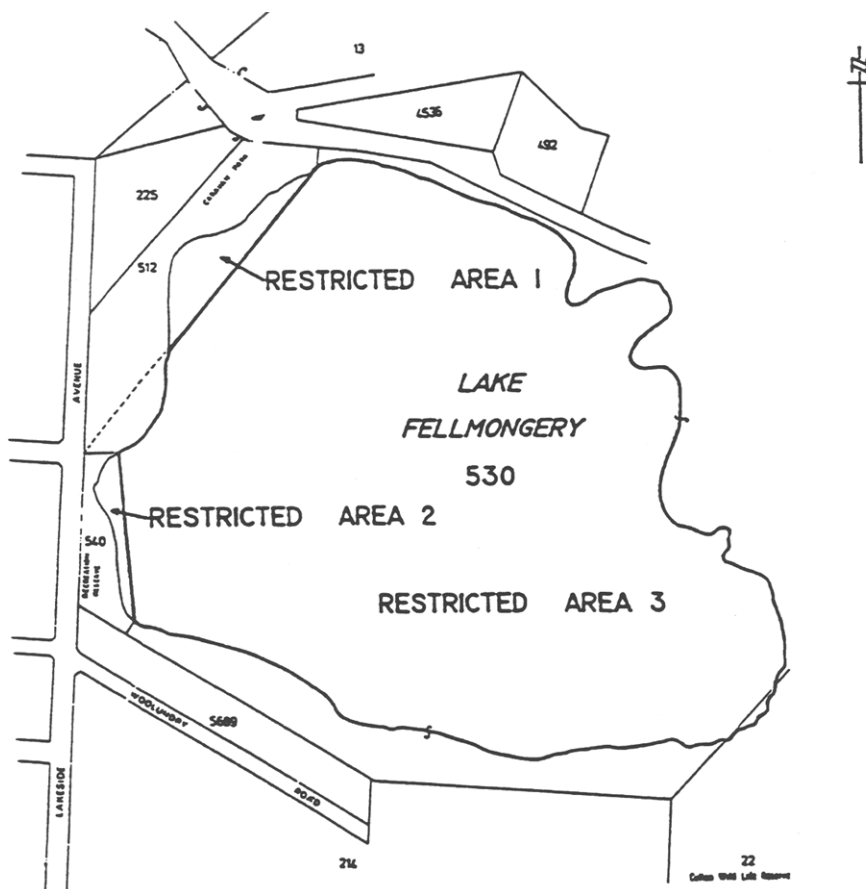 13
4536
492
225
512
RESTRICTED AREA 1
AVENUE
LAKE
FELLMONGERY
530
RESTRICTED AREA 2
540
RECREATION
RESERVE
RESTRICTED AREA 3
WOOLUNDRY
ROAD
5689
LAKESIDE
214
22